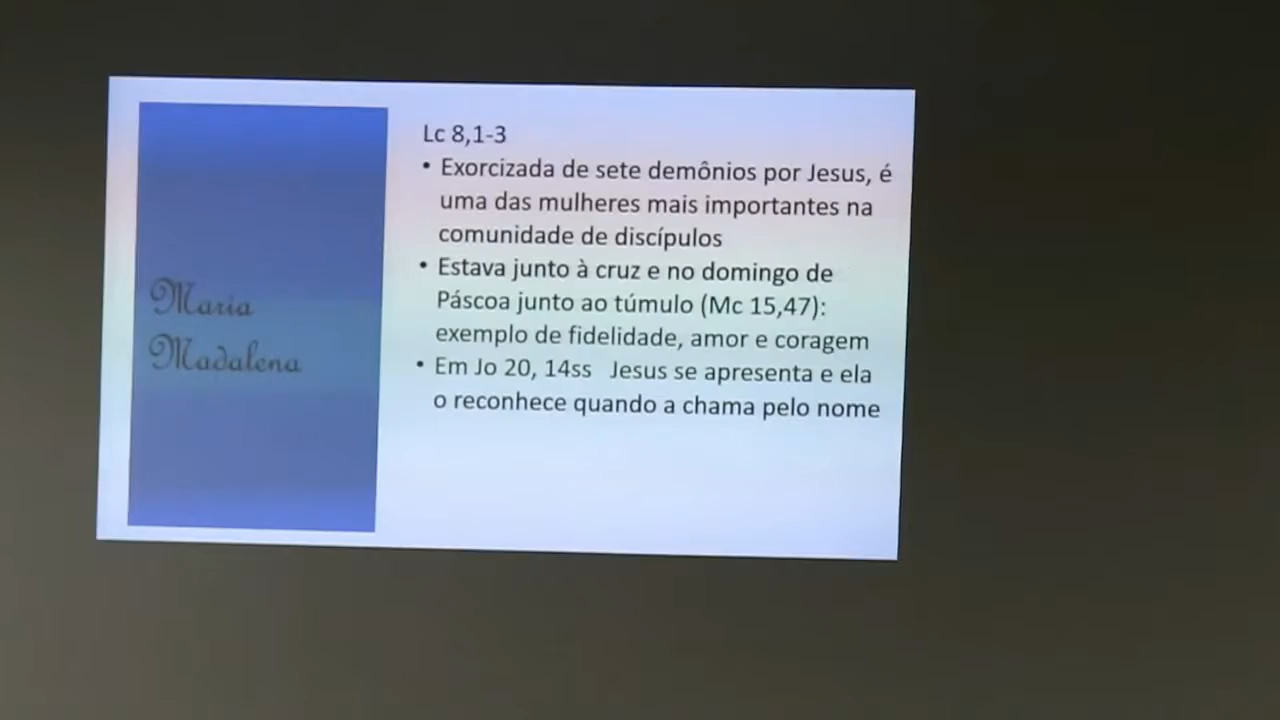 Maria
Madalena
Lc 8,1-3
• Exorcizada de sete demônios por Jesus, é
uma das mulheres mais importantes na
comunidade de discípulos
• Estava junto à cruz e no domingo de
Páscoa junto ao túmulo (Mc 15,47):
exemplo de fidelidade, amor e coragem
• Em Jo 20, 14ss Jesus se apresenta e ela
o reconhece quando a chama pelo nome